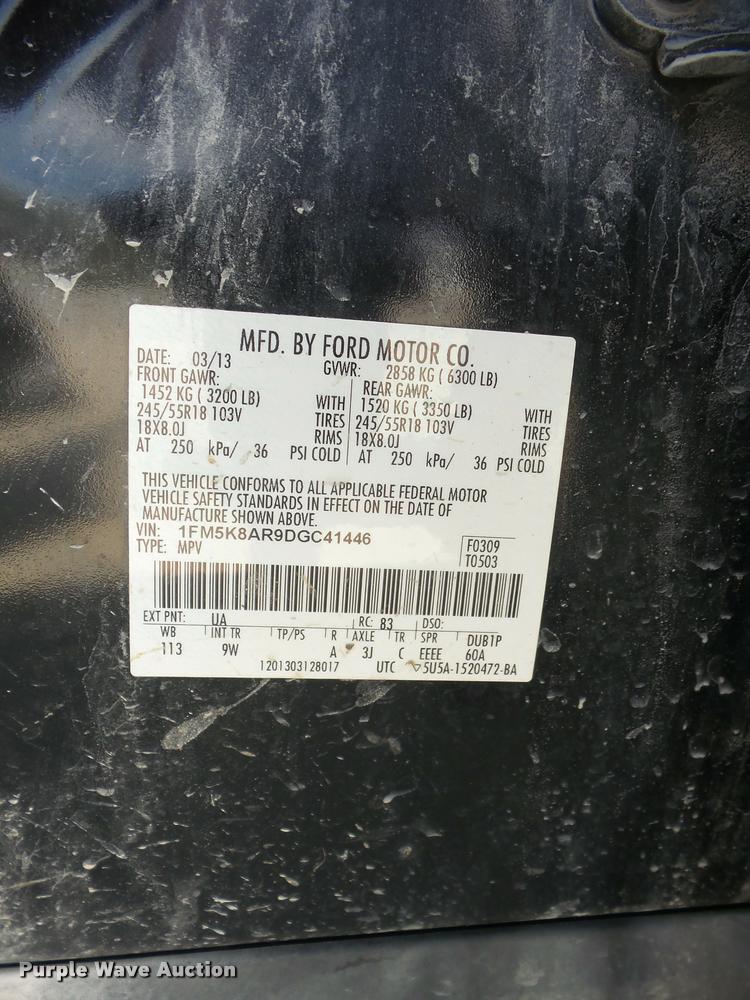 MFD. BY FORD MOTOR CO.
DATE: 03/13 GVWR: 2858 KG ( 6300 LB)
FRONT GAWR: REAR GAWR:
1452 KG ( 3200 LB) WITH 1520 KG ( 3350 LB) WITH
245/55R18 103V TIRES 245/55R18 103V TIRES
18X8.0J RIMS 18X8.0J RIMS
AT 250 kPa/ 36 PSI COLD AT 250 kPa/ 36 PSI COLD
THIS VEHICLE CONFORMS TO ALL APPLICABLE FEDERAL MOTOR
VEHICLE SAFETY STANDARDS IN EFFECT ON THE DATE OF
MANUFACTURE SHOWN ABOVE.
VIN: 1FM5K8AR9DGC41446
TYPE: MPV F0309
T0503
EXT PNT: UA RC: 83 DSO:
WB INT TR TP/PS R AXLE TR SPR DUB1P
113 9W A 3J C EEEE 60A
1201303128017 UTC ▽5U5A-1520472-BA
Purple Wave Auction